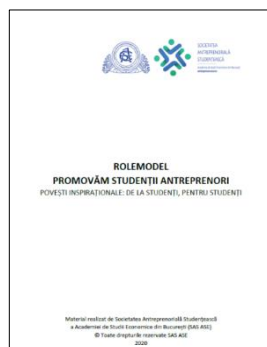 SOCIETATEA
ANTREPRENORIALĂ
STUDENȚEASCĂ
ROLEMODEL
PROMOVĂM STUDENȚII ANTREPRENORI
POVEȘTI INSPIRAȚIONALE: DE LA STUDENȚI, PENTRU STUDENȚI
Material realizat de Societatea Antreprenorială Studențească
a Academiei de Studii Economice din București (SAS ASE)
© Toate drepturile rezervate SAS ASE
2020